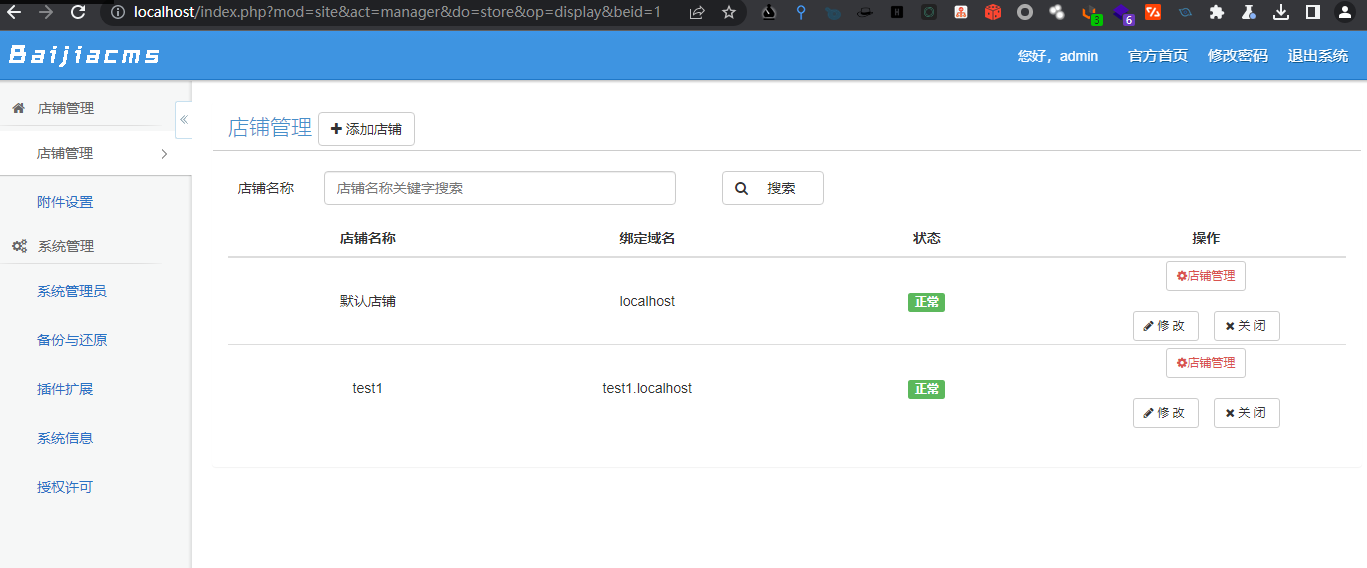 localhost/index.php?mod=site&act=manager&do=store&op=display&beid=1
3
6
Baijiacms
您好，admin 官方首页 修改密码 退出系统
店铺管理
店铺管理
附件设置
系统管理
系统管理员
备份与还原
插件扩展
系统信息
授权许可
店铺管理 添加店铺
店铺名称 店铺名称关键字搜索 搜索
店铺名称 绑定域名 状态 操作
店铺管理
默认店铺 localhost 正常
修 改 关 闭
店铺管理
test1 test1.localhost 正常
修 改 关 闭